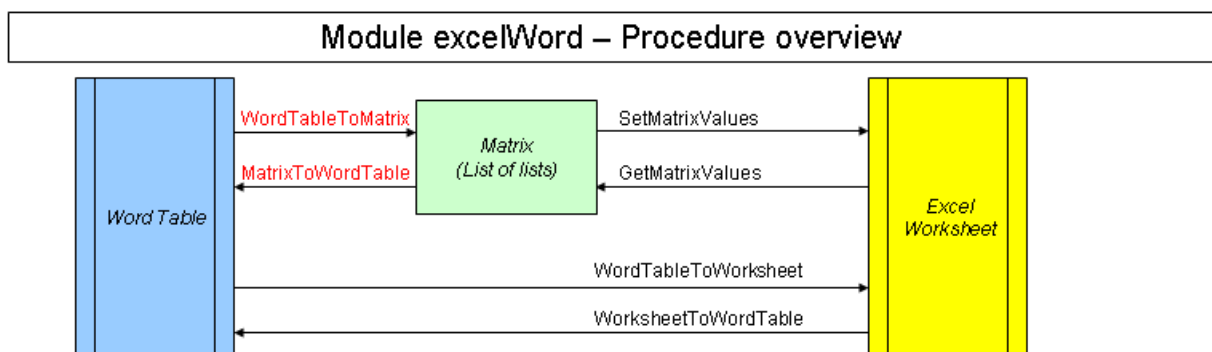 Module excelWord – Procedure overview
WordTableToMatrix
SetMatrixValues
Matrix
(List of lists)
MatrixToWordTable
GetMatrixValues
Word Table
Excel
Worksheet
WordTableToWorksheet
WorksheetToWordTable